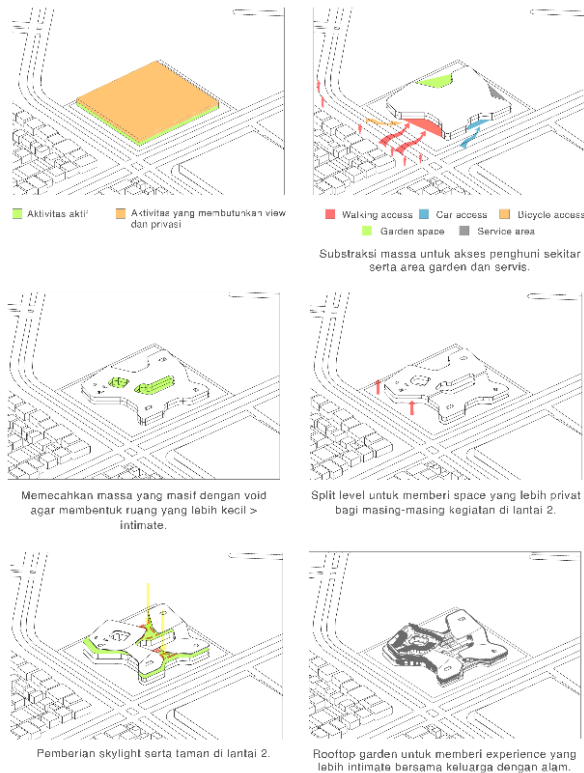 Aktivitas aktif
Aktivitas yang membutuhkan view
dan privasi
Walking access
Car access
Bicycle access
Garden space
Service area
Substraksi massa untuk akses penghuni sekitar
serta area garden dan servis.
Memecahkan massa yang masif dengan void
agar membentuk ruang yang lebih kecil >
intimate.
Split level untuk memberi space yang lebih privat
bagi masing-masing kegiatan di lantai 2.
Pemberian skylight serta taman di lantai 2.
Rooftop garden untuk memberi experience yang
lebih intimate bersama keluarga dengan alam.